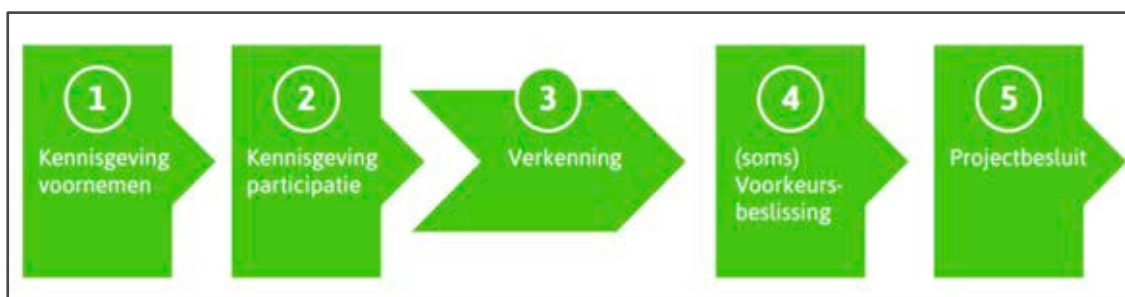 1
Kennisgeving
voornemen
2
Kennisgeving
participatie
3
Verkenning
4
(soms)
Voorkeurs-
beslissing
5
Projectbesluit